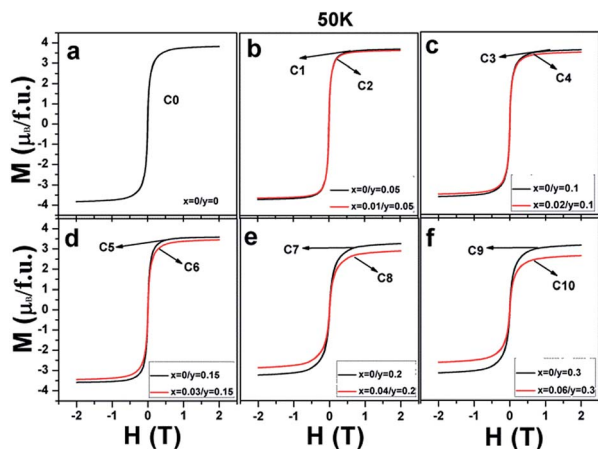 50K
a
C0
x=0/y=0
b
C1
C2
x=0/y=0.05
x=0.01/y=0.05
c
C3
C4
x=0/y=0.1
x=0.02/y=0.1
M (μB/f.u.)
4
3
2
1
0
-1
-2
-3
-4
d
C5
C6
x=0/y=0.15
x=0.03/y=0.15
e
C7
C8
x=0/y=0.2
x=0.04/y=0.2
f
C9
C10
x=0/y=0.3
x=0.06/y=0.3
M (μB/f.u.)
4
3
2
1
0
-1
-2
-3
-4
-2 -1 0 1 2
-2 -1 0 1 2
-2 -1 0 1 2
H (T)
H (T)
H (T)